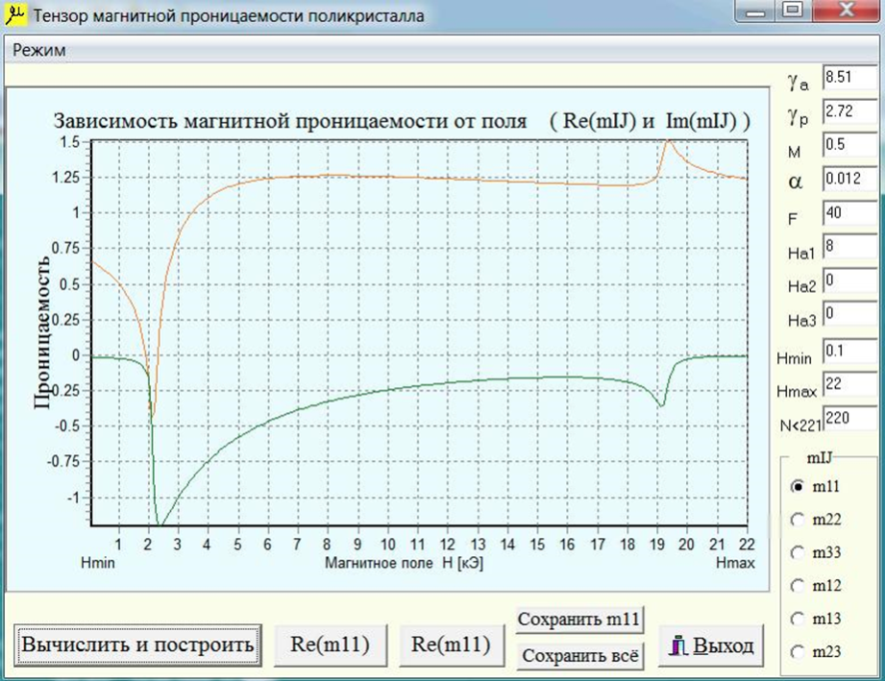 Тензор магнитной проницаемости поликристалла
Режим
Зависимость магнитной проницаемости от поля ( Re(mIJ) и Im(mIJ) )
Проницаемость
1.5
1.25
1
0.75
0.5
0.25
0
-0.25
-0.5
-0.75
-1
1 2 3 4 5 6 7 8 9 10 11 12 13 14 15 16 17 18 19 20 21 22
Hmin Магнитное поле H [кЭ] Hmax
γa 8.51
γp 2.72
M 0.5
α 0.012
F 40
Ha1 8
Ha2 0
Ha3 0
Hmin 0.1
Hmax 22
N<221 220
mIJ
m11
m22
m33
m12
m13
m23
Вычислить и построить
Re(m11)
Re(m11)
Сохранить m11
Сохранить всё
Выход